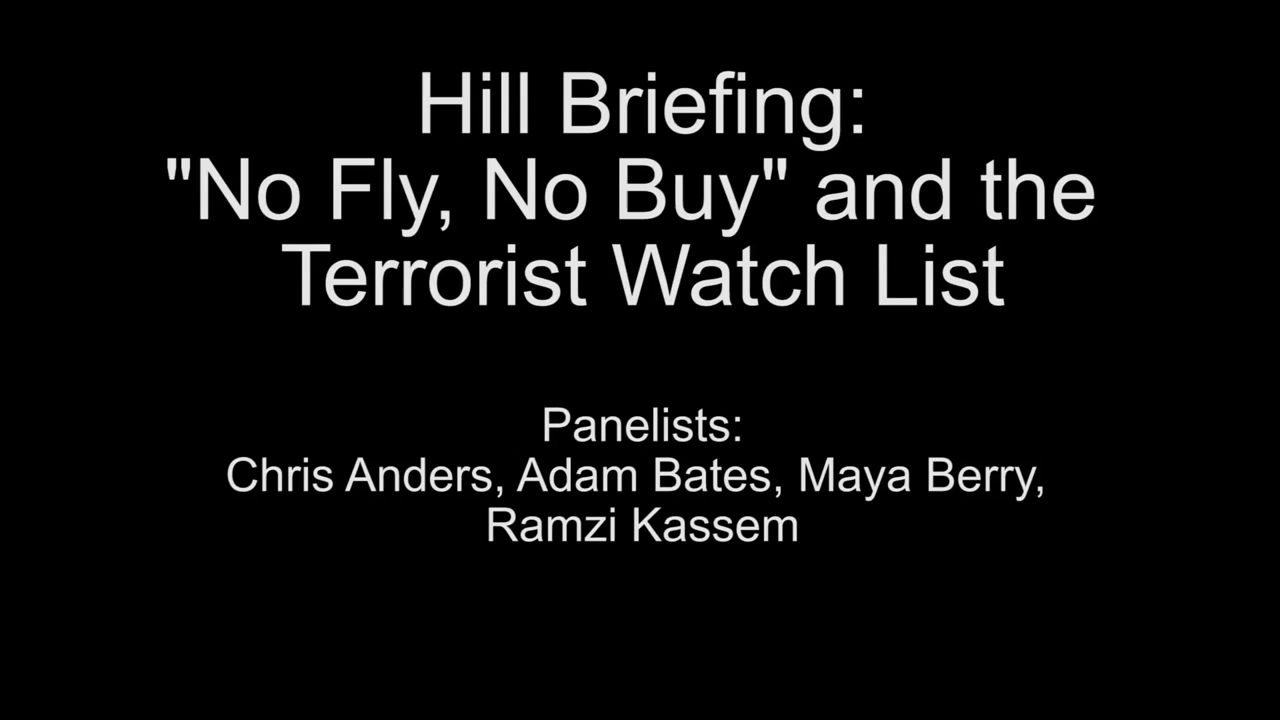 Hill Briefing:
"No Fly, No Buy" and the
Terrorist Watch List
Panelists:
Chris Anders, Adam Bates, Maya Berry,
Ramzi Kassem